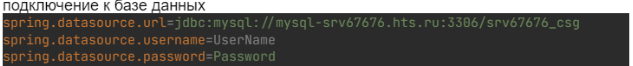 подключение к базе данных
spring.datasource.url=jdbc:mysql://mysql-srv67676.hts.ru:3306/srv67676_csg
spring.datasource.username=UserName
spring.datasource.password=Password